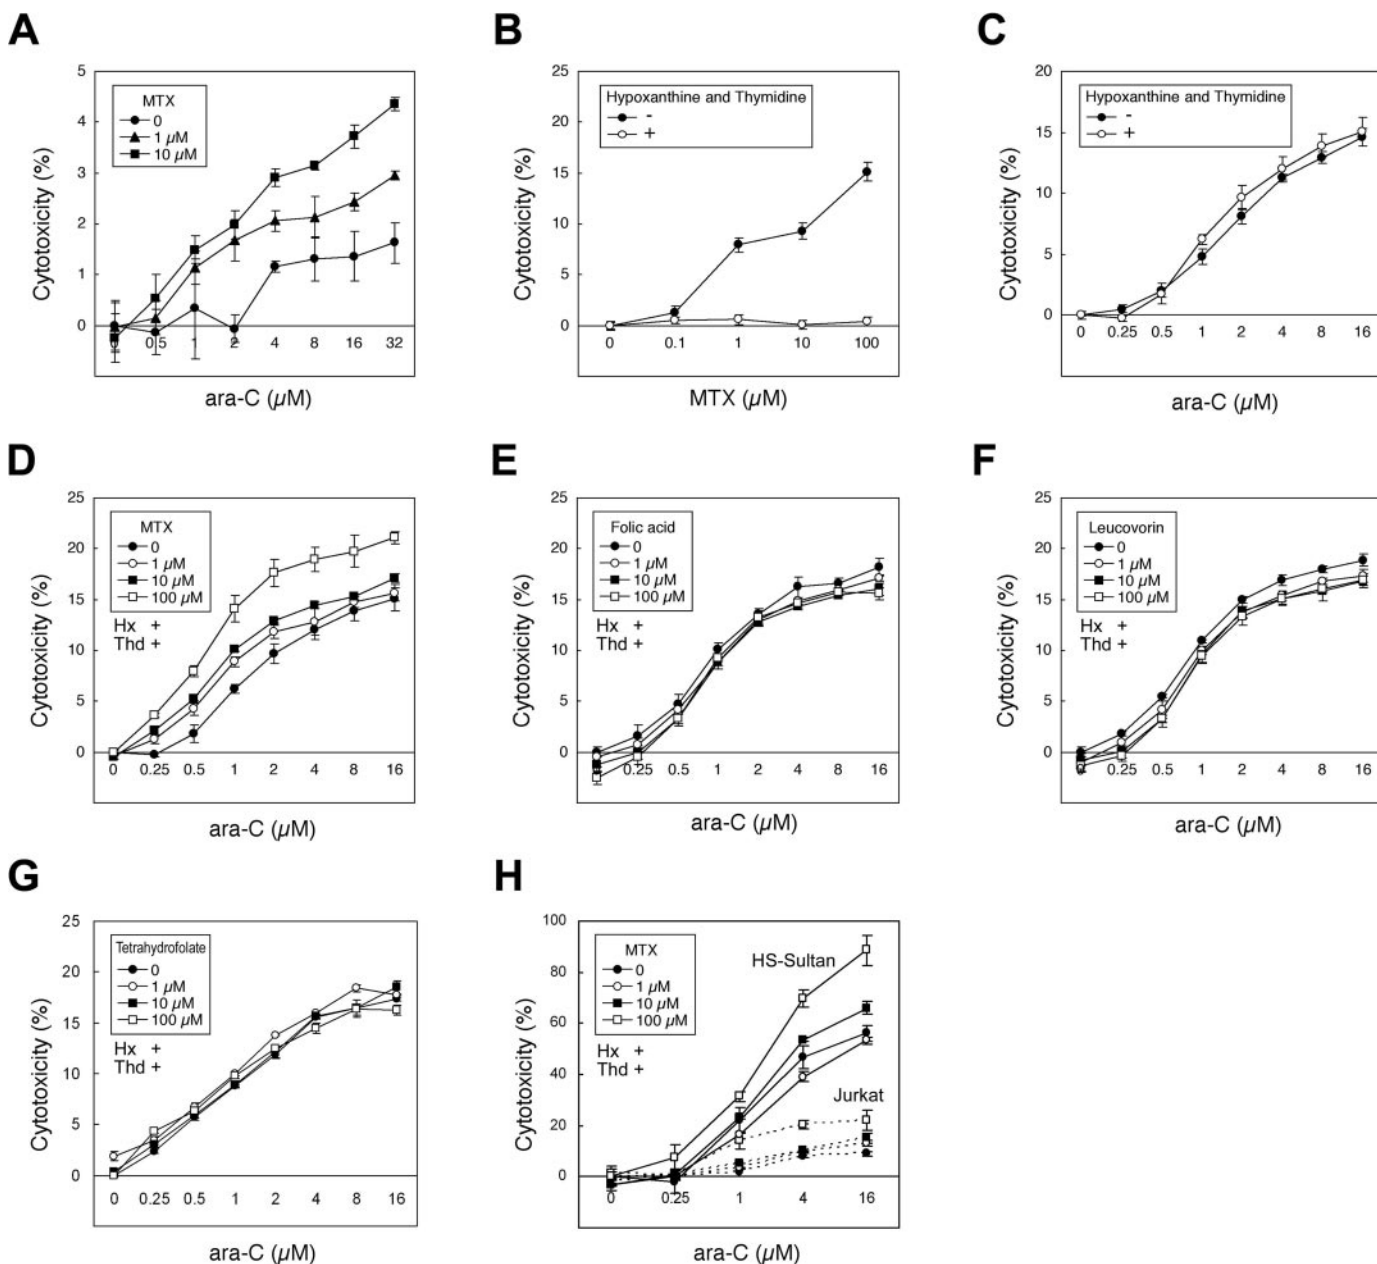 A
5
4
3
2
1
0
Cytotoxicity (%)
MTX
0
1 µM
10 µM
0 0.5 1 2 4 8 16 32
ara-C (µM)
B
25
20
15
10
5
0
Cytotoxicity (%)
Hypoxanthine and Thymidine
-
+
0 0.1 1 10 100
MTX (µM)
C
20
15
10
5
0
Cytotoxicity (%)
Hypoxanthine and Thymidine
-
+
0 0.25 0.5 1 2 4 8 16
ara-C (µM)
D
25
20
15
10
5
0
Cytotoxicity (%)
MTX
0
1 µM
10 µM
100 µM
Hx +
Thd +
0 0.25 0.5 1 2 4 8 16
ara-C (µM)
E
25
20
15
10
5
0
Cytotoxicity (%)
Folic acid
0
1 µM
10 µM
100 µM
Hx +
Thd +
0.25 0.5 1 2 4 8 16
ara-C (µM)
F
25
20
15
10
5
0
Cytotoxicity (%)
Leucovorin
0
1 µM
10 µM
100 µM
Hx +
Thd +
0.25 0.5 1 2 4 8 16
ara-C (µM)
G
25
20
15
10
5
0
Cytotoxicity (%)
Tetrahydrofolate
0
1 µM
10 µM
100 µM
Hx +
Thd +
0 0.25 0.5 1 2 4 8 16
ara-C (µM)
H
100
80
60
40
20
0
Cytotoxicity (%)
MTX
0
1 µM
10 µM
100 µM
Hx +
Thd +
HS-Sultan
Jurkat
0 0.25 1 4 16
ara-C (µM)